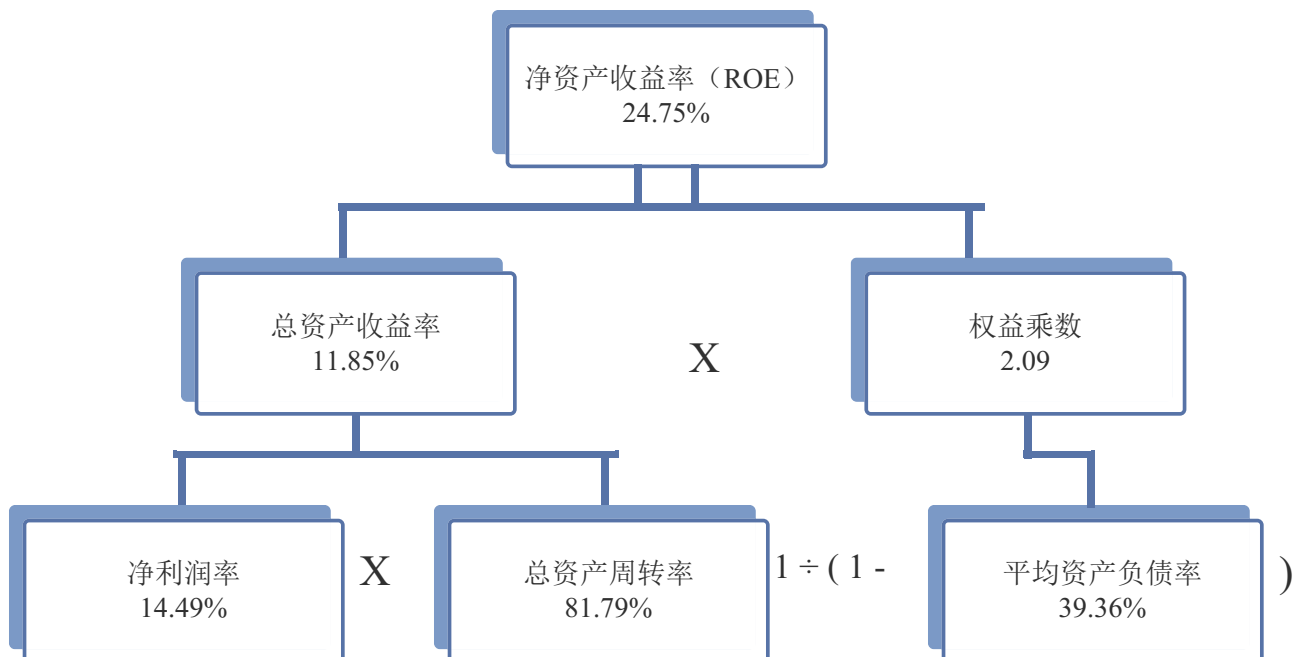 净资产收益率（ROE）
24.75%
总资产收益率
11.85%
X
权益乘数
2.09
净利润率
14.49%
X
总资产周转率
81.79%
1 ÷ ( 1 -
平均资产负债率
39.36%
)